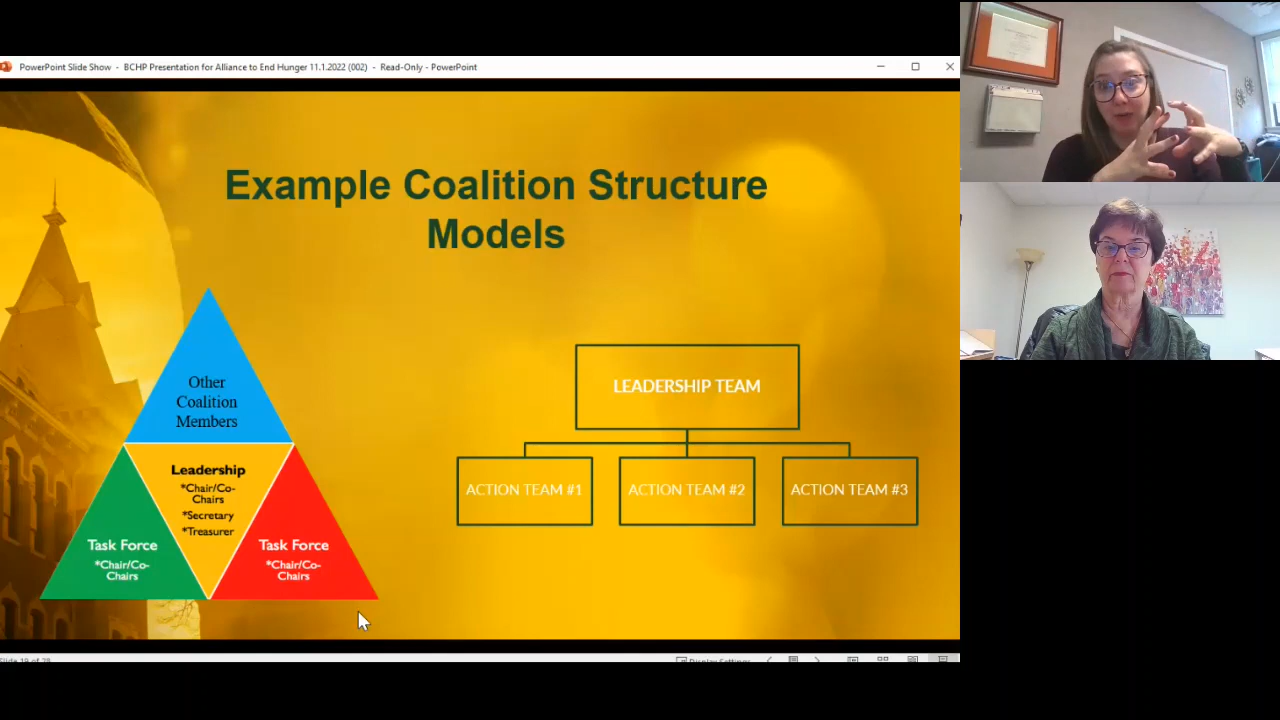 PowerPoint Slide Show - BCHP Presentation for Alliance to End Hunger 11.1.2022 (002) - Read-Only - PowerPoint
Example Coalition Structure
Models
Other
Coalition
Members
Leadership
*Chair/Co-
Chairs
*Secretary
*Treasurer
Task Force
*Chair/Co-
Chairs
Task Force
*Chair/Co-
Chairs
LEADERSHIP TEAM
ACTION TEAM #1
ACTION TEAM #2
ACTION TEAM #3
Display Settings